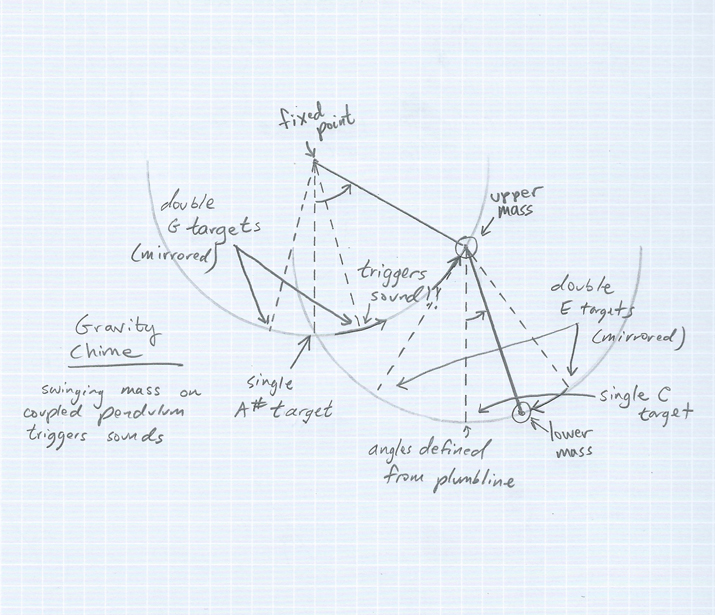 fixed
point
upper
mass
double
G targets
(mirrored)
triggers
sound!
double
E targets
(mirrored)
Gravity
Chime
swinging mass on
coupled pendulum
triggers sounds
single
A# target
single C
target
lower
mass
angles defined
from plumbline